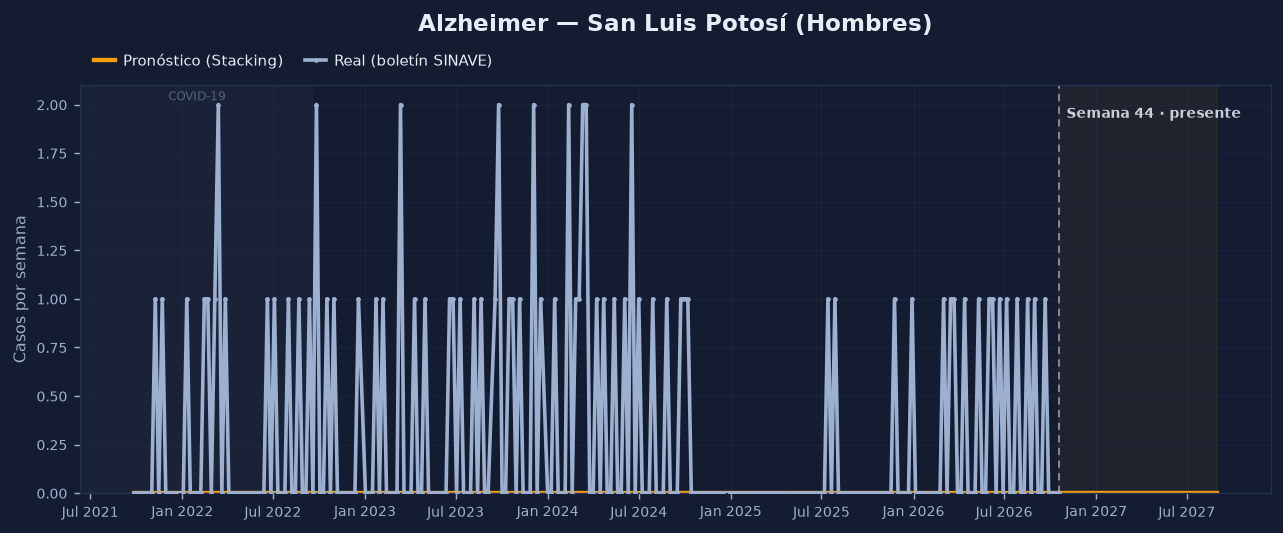 Alzheimer — San Luis Potosí (Hombres)
Pronóstico (Stacking)
Real (boletín SINAVE)
COVID-19
Semana 44 · presente
Casos por semana
2.00
1.75
1.50
1.25
1.00
0.75
0.50
0.25
0.00
Jul 2021
Jan 2022
Jul 2022
Jan 2023
Jul 2023
Jan 2024
Jul 2024
Jan 2025
Jul 2025
Jan 2026
Jul 2026
Jan 2027
Jul 2027